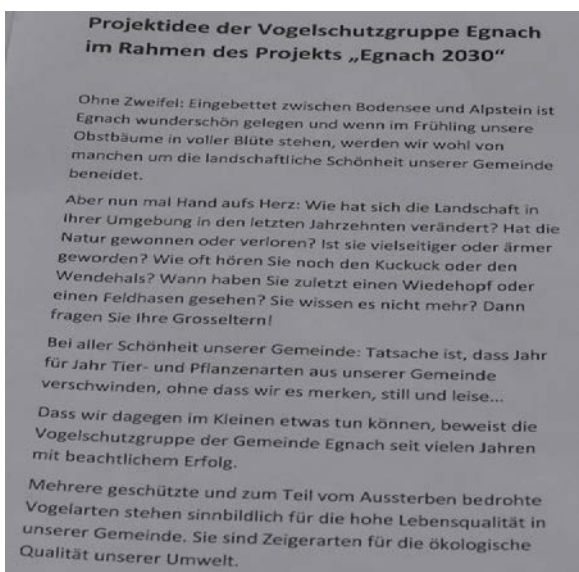 Projektidee der Vogelschutzgruppe Egnach
im Rahmen des Projekts „Egnach 2030“
Ohne Zweifel: Eingebettet zwischen Bodensee und Alpstein ist
Egnach wunderschön gelegen und wenn im Frühling unsere
Obstbäume in voller Blüte stehen, werden wir wohl von
manchen um die landschaftliche Schönheit unserer Gemeinde
beneidet.
Aber nun mal Hand aufs Herz: Wie hat sich die Landschaft in
Ihrer Umgebung in den letzten Jahrzehnten verändert? Hat die
Natur gewonnen oder verloren? Ist sie vielseitiger oder ärmer
geworden? Wie oft hören Sie noch den Kuckuck oder den
Wendehals? Wann haben Sie zuletzt einen Wiedehopf oder
einen Feldhasen gesehen? Sie wissen es nicht mehr? Dann
fragen Sie Ihre Grosseltern!
Bei aller Schönheit unserer Gemeinde: Tatsache ist, dass Jahr
für Jahr Tier- und Pflanzenarten aus unserer Gemeinde
verschwinden, ohne dass wir es merken, still und leise...
Dass wir dagegen im Kleinen etwas tun können, beweist die
Vogelschutzgruppe der Gemeinde Egnach seit vielen Jahren
mit beachtlichem Erfolg.
Mehrere geschützte und zum Teil vom Aussterben bedrohte
Vogelarten stehen sinnbildlich für die hohe Lebensqualität in
unserer Gemeinde. Sie sind Zeigerarten für die ökologische
Qualität unserer Umwelt.